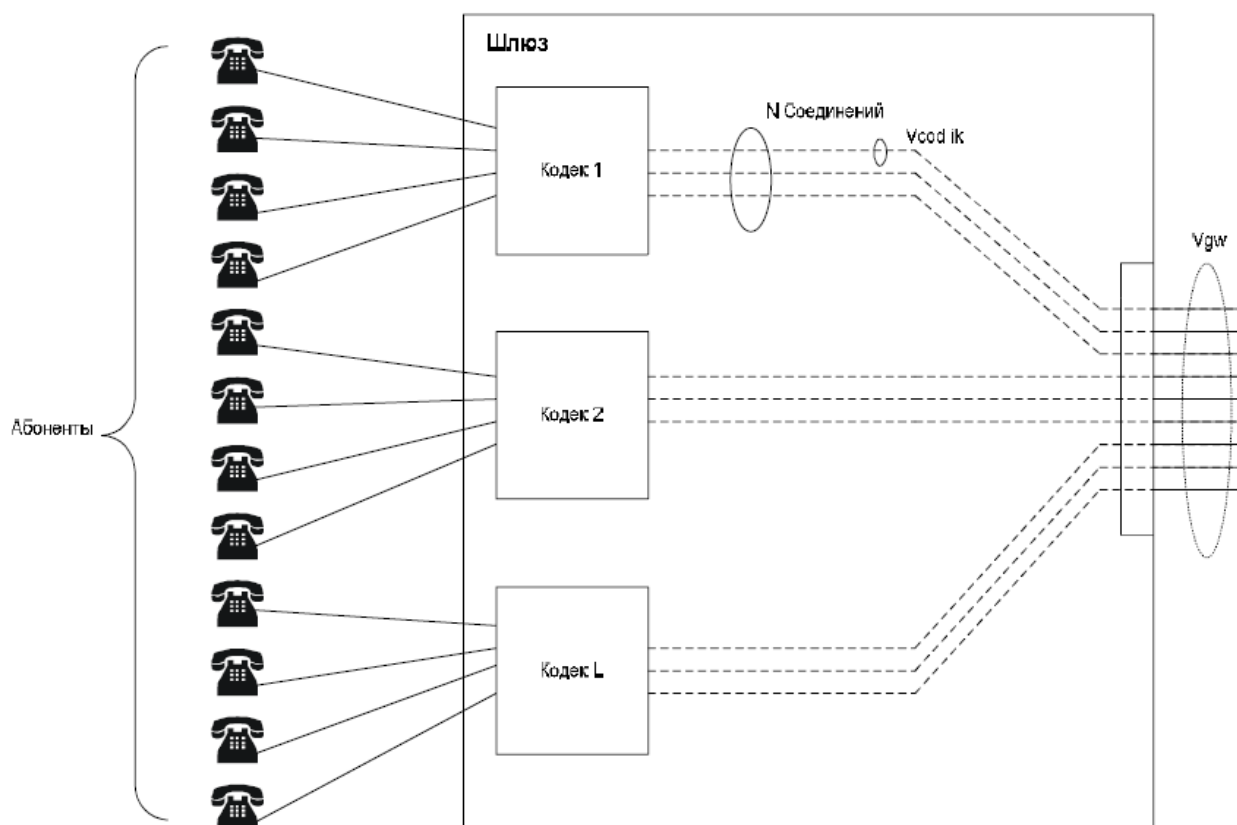 Шлюз
N Соединений
Vcod ik
Кодек 1
Vgw
Абоненты
Кодек 2
Кодек L